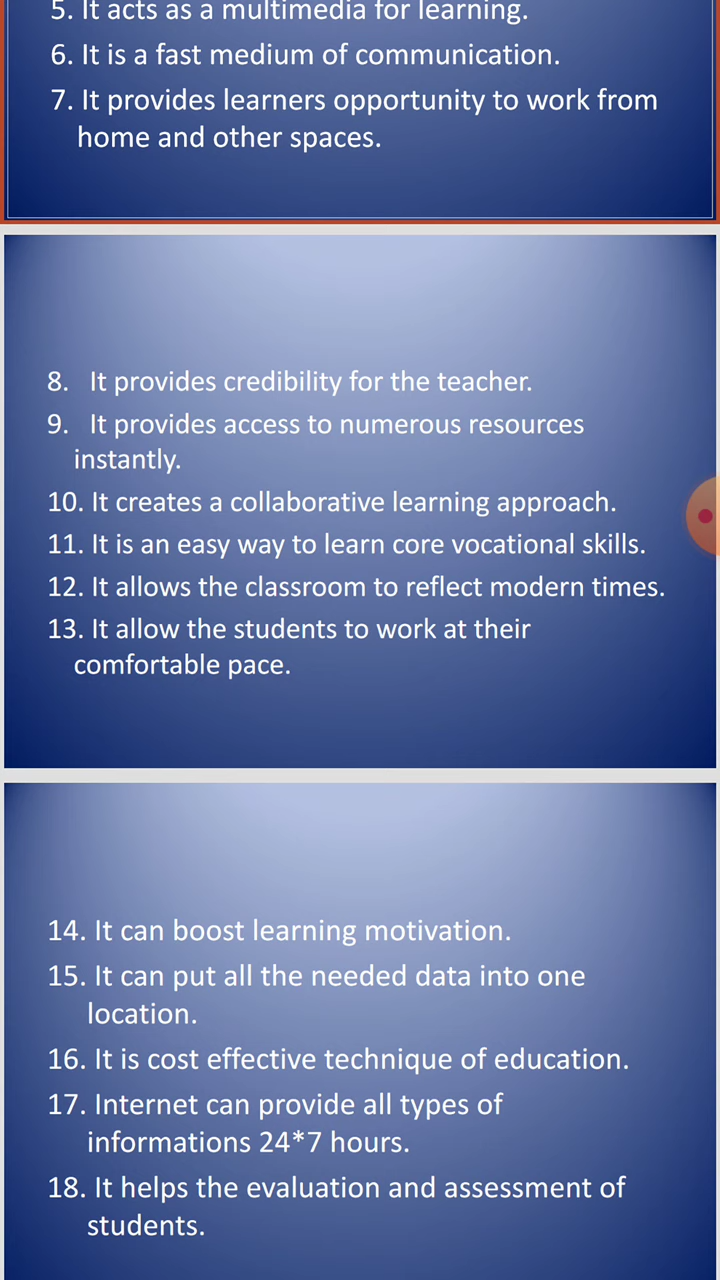 5. It acts as a multimedia for learning.
6. It is a fast medium of communication.
7. It provides learners opportunity to work from
home and other spaces.
8. It provides credibility for the teacher.
9. It provides access to numerous resources
instantly.
10. It creates a collaborative learning approach.
11. It is an easy way to learn core vocational skills.
12. It allows the classroom to reflect modern times.
13. It allow the students to work at their
comfortable pace.
14. It can boost learning motivation.
15. It can put all the needed data into one
location.
16. It is cost effective technique of education.
17. Internet can provide all types of
informations 24*7 hours.
18. It helps the evaluation and assessment of
students.